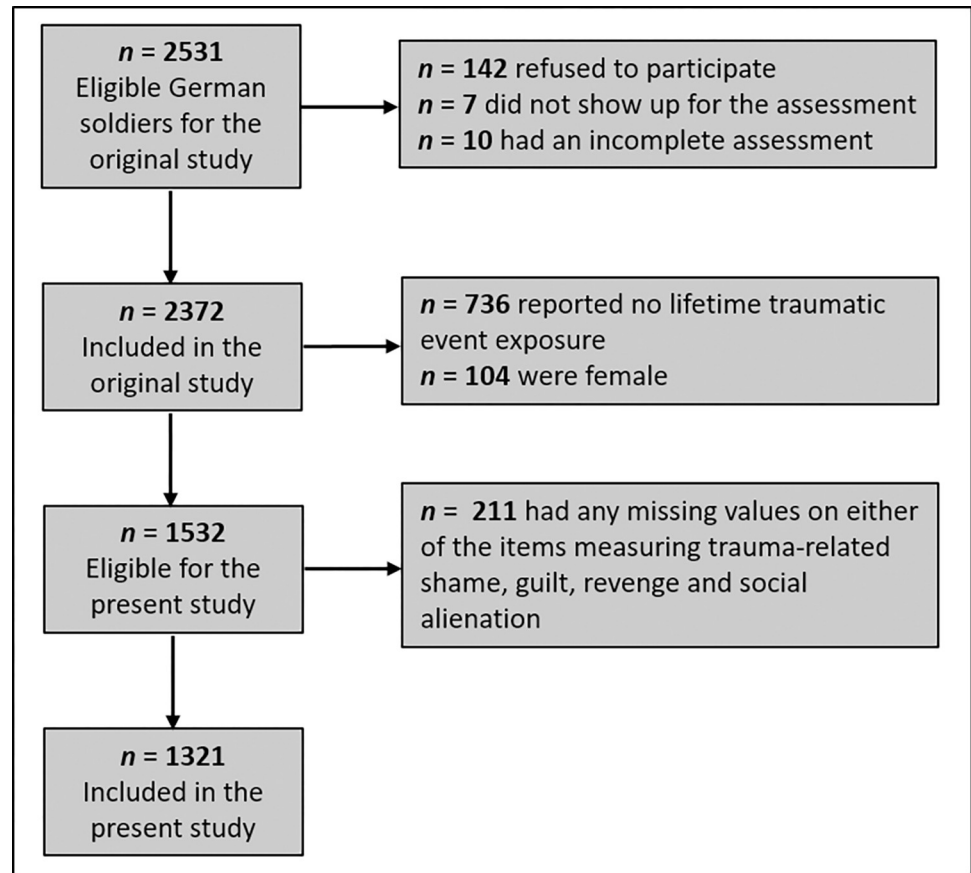 n = 2531
Eligible German
soldiers for the
original study
n = 142 refused to participate
n = 7 did not show up for the assessment
n = 10 had an incomplete assessment
n = 2372
Included in the
original study
n = 736 reported no lifetime traumatic
event exposure
n = 104 were female
n = 1532
Eligible for the
present study
n = 211 had any missing values on either
of the items measuring trauma-related
shame, guilt, revenge and social
alienation
n = 1321
Included in the
present study